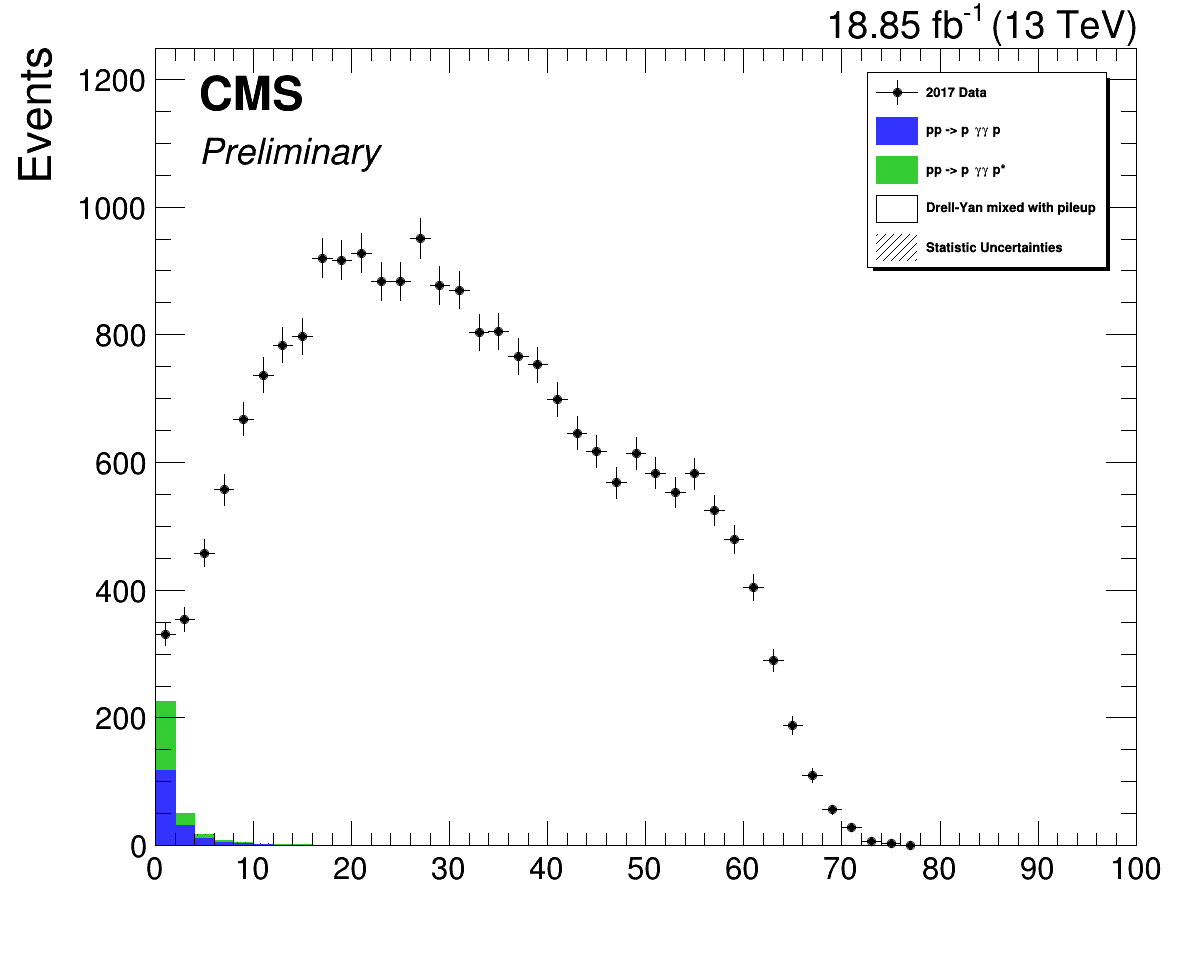 18.85 fb⁻¹ (13 TeV)
Events
CMS
Preliminary
2017 Data
pp -> p γγ p
pp -> p γγ p*
Drell-Yan mixed with pileup
Statistic Uncertainties
1200
1000
800
600
400
200
0
0 10 20 30 40 50 60 70 80 90 100